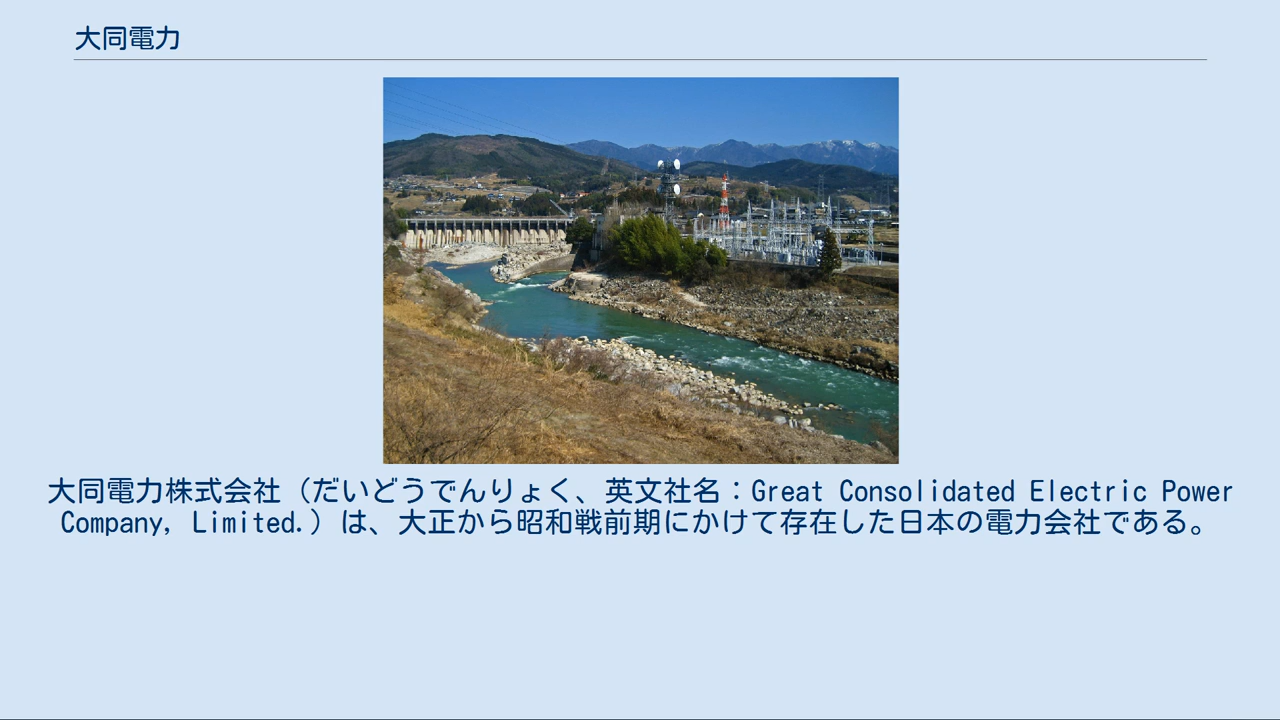 大同電力
大同電力株式会社（だいどうでんりょく、英文社名：Great Consolidated Electric Power
Company, Limited.）は、大正から昭和戦前期にかけて存在した日本の電力会社である。